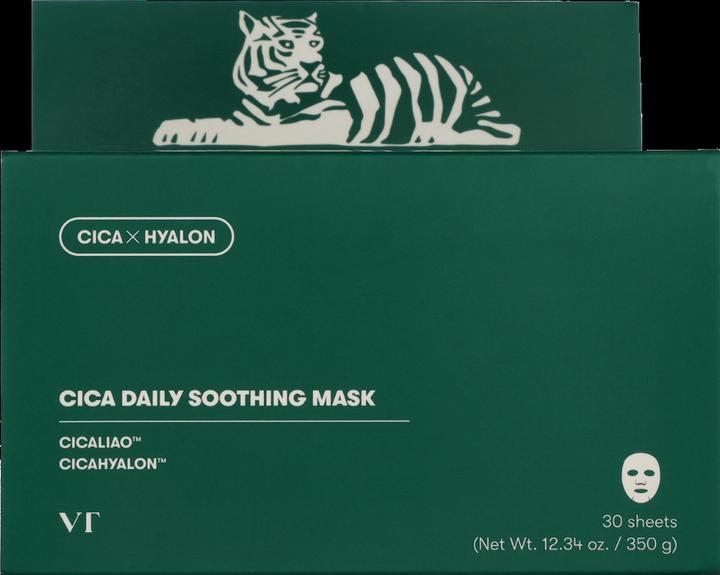 CICA × HYALON
CICA DAILY SOOTHING MASK
CICALIAO™
CICAHYALON™
VT
30 sheets
(Net Wt. 12.34 oz. / 350 g)